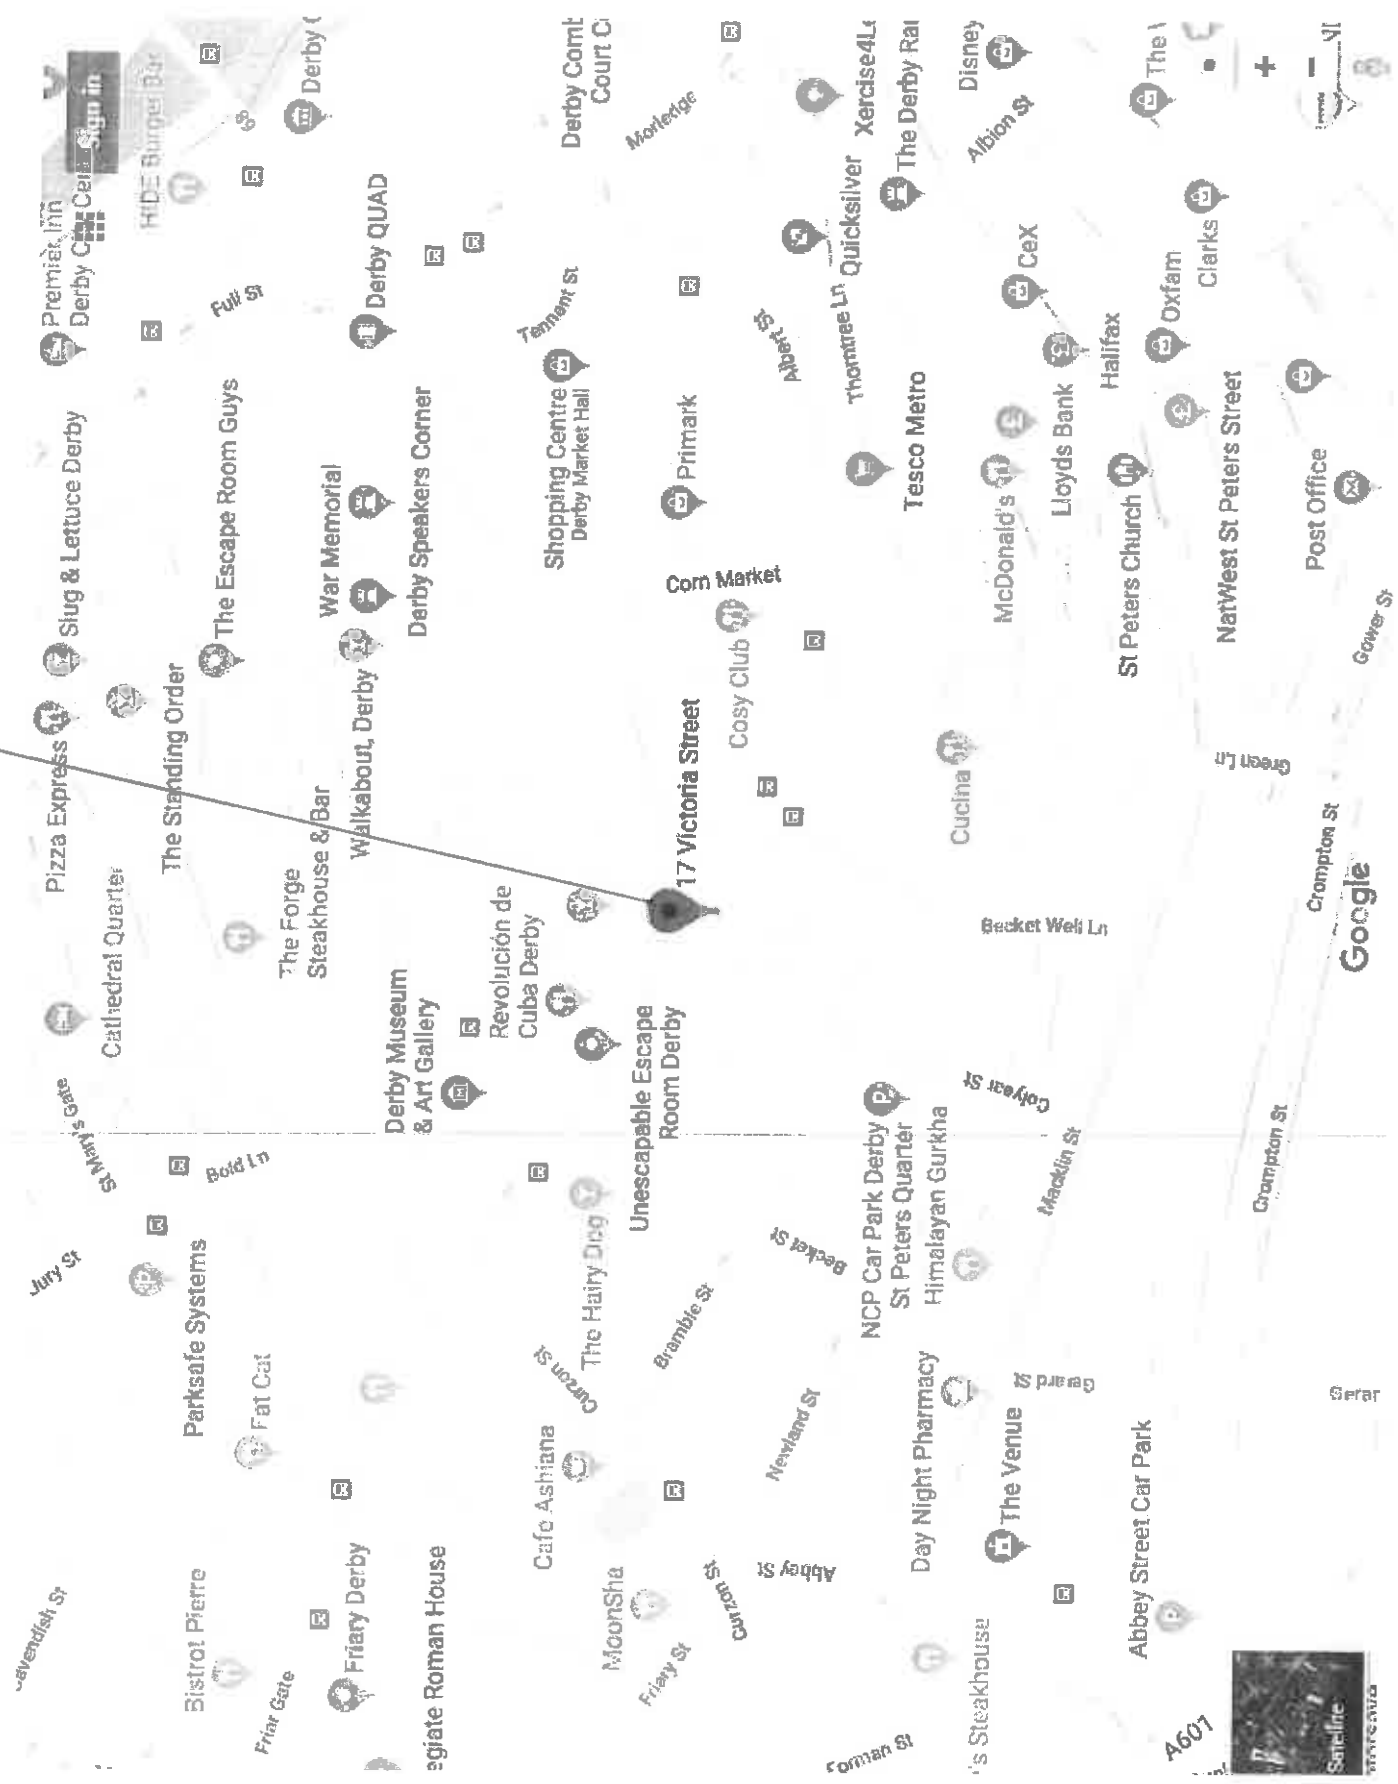 Premier Inn
Derby City Cen
Sign in
Slug & Lettuce Derby
Pizza Express
Cathedral Quarter
St Mary's Gate
Jury St
avendish St
HIDE Burger Bar
The Standing Order
Parksafe Systems
Bistrot Pierre
Full St
The Escape Room Guys
Bold Ln
Fat Cat
Friar Gate
Derby
The Forge
Steakhouse & Bar
War Memorial
Walkabout, Derby
Friary Derby
Derby QUAD
Derby Speakers Corner
Derby Museum
& Art Gallery
egiate Roman House
Revolución de
Cuba Derby
Tennant St
Shopping Centre
Derby Market Hall
Derby Comb
Court C
Cafe Ashiana
Curzon St
The Hairy Dog
MoonSha
Unescapable Escape
Room Derby
Morledge
Primark
17 Victoria Street
Bramble St
Friary St
Corn Market
Cosy Club
Curzon St
Albert St
Becket St
Newland St
Abbey St
Thorntree Ln
Quicksilver
Xercise4Le
The Derby Ram
Tesco Metro
NCP Car Park Derby
St Peters Quarter
Himalayan Gurkha
Forman St
Day Night Pharmacy
Disney
Albion St
Cucina
McDonald's
Colyear St
's Steakhouse
The Venue
CeX
Becket Well Ln
Lloyds Bank
Macklin St
Gerard St
Halifax
St Peters Church
Abbey Street Car Park
The
Oxfam
Clarks
A601
NatWest St Peters Street
Green Ln
Crompton St
Post Office
Crompton St
Google
Gower St
Gerar
Satellite